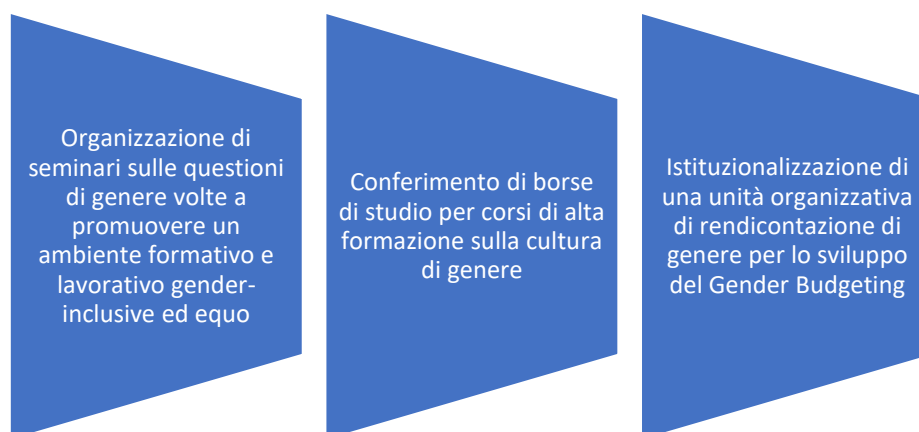 Organizzazione di
seminari sulle questioni
di genere volte a
promuovere un
ambiente formativo e
lavorativo gender-
inclusive ed equo
Conferimento di borse
di studio per corsi di alta
formazione sulla cultura
di genere
Istituzionalizzazione di
una unità organizzativa
di rendicontazione di
genere per lo sviluppo
del Gender Budgeting